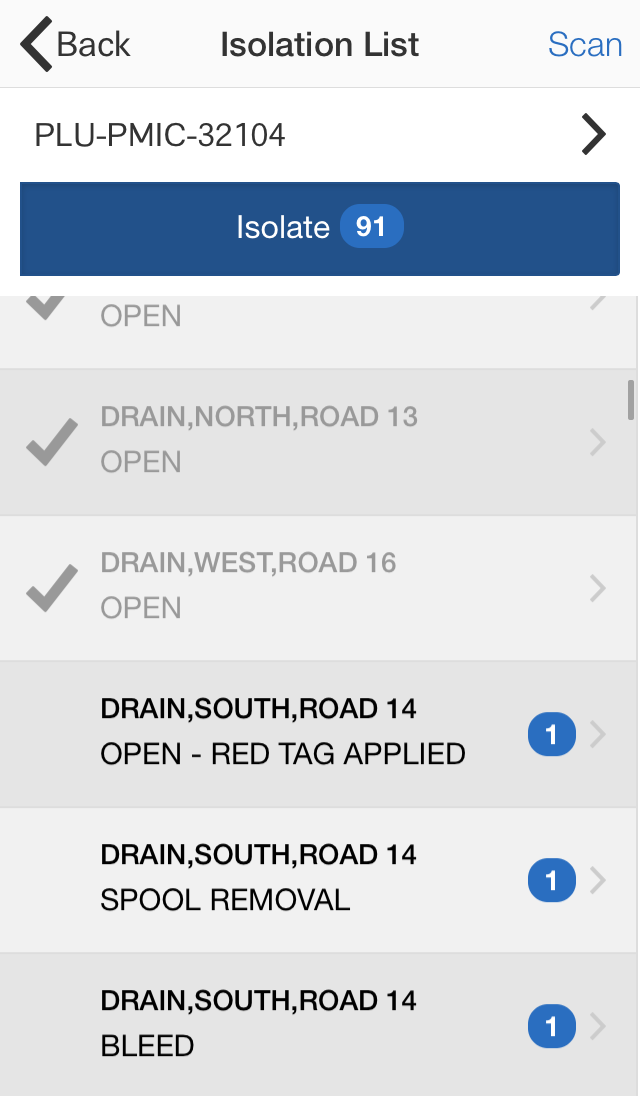 Back Isolation List Scan
PLU-PMIC-32104
Isolate 91
OPEN
DRAIN,NORTH,ROAD 13
OPEN
DRAIN,WEST,ROAD 16
OPEN
DRAIN,SOUTH,ROAD 14
OPEN - RED TAG APPLIED
1
DRAIN,SOUTH,ROAD 14
SPOOL REMOVAL
1
DRAIN,SOUTH,ROAD 14
BLEED
1